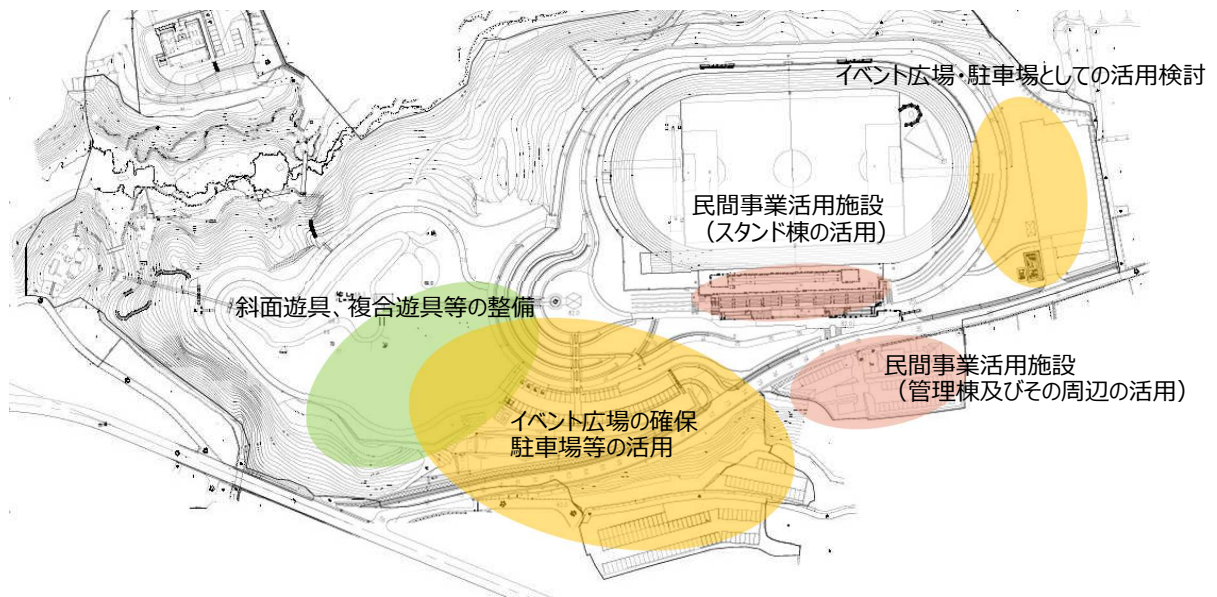 イベント広場・駐車場としての活用検討
民間事業活用施設
（スタンド棟の活用）
斜面遊具、複合遊具等の整備
民間事業活用施設
（管理棟及びその周辺の活用）
イベント広場の確保
駐車場等の活用